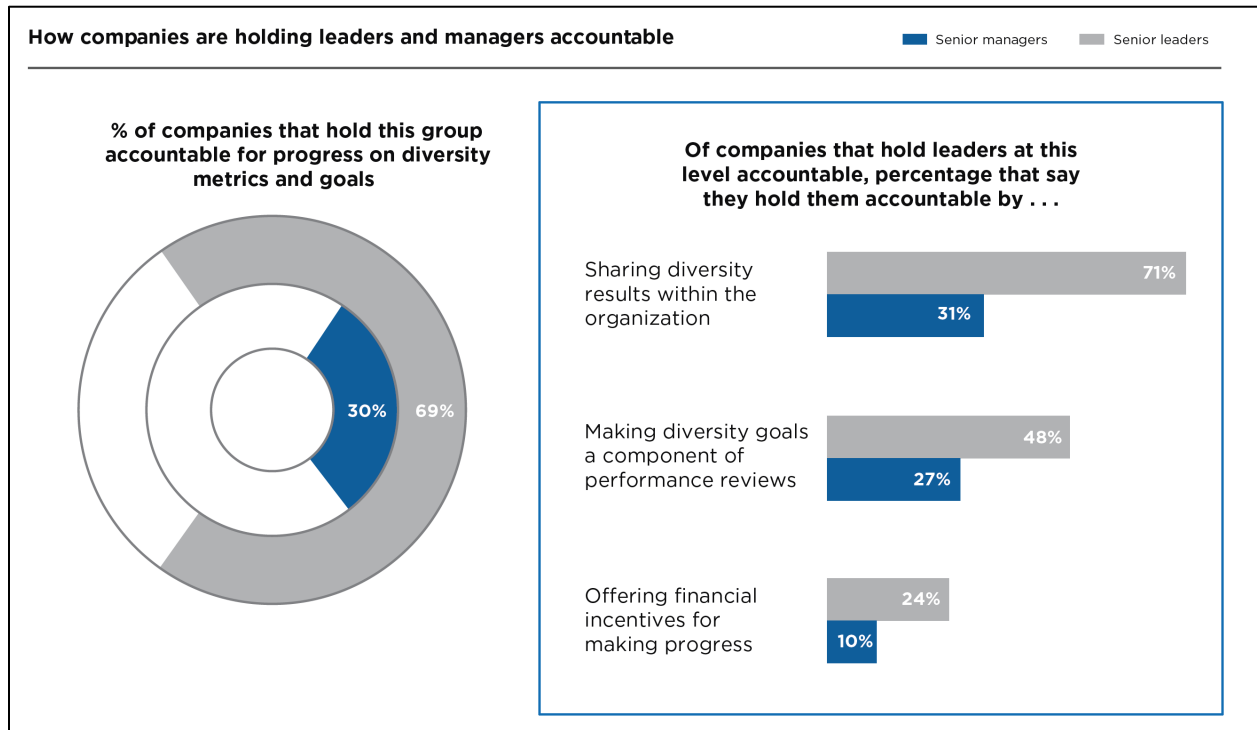 How companies are holding leaders and managers accountable
Senior managers
Senior leaders
% of companies that hold this group
accountable for progress on diversity
metrics and goals
30%
69%
Of companies that hold leaders at this
level accountable, percentage that say
they hold them accountable by . . .
Sharing diversity
results within the
organization
71%
31%
Making diversity goals
a component of
performance reviews
48%
27%
Offering financial
incentives for
making progress
24%
10%